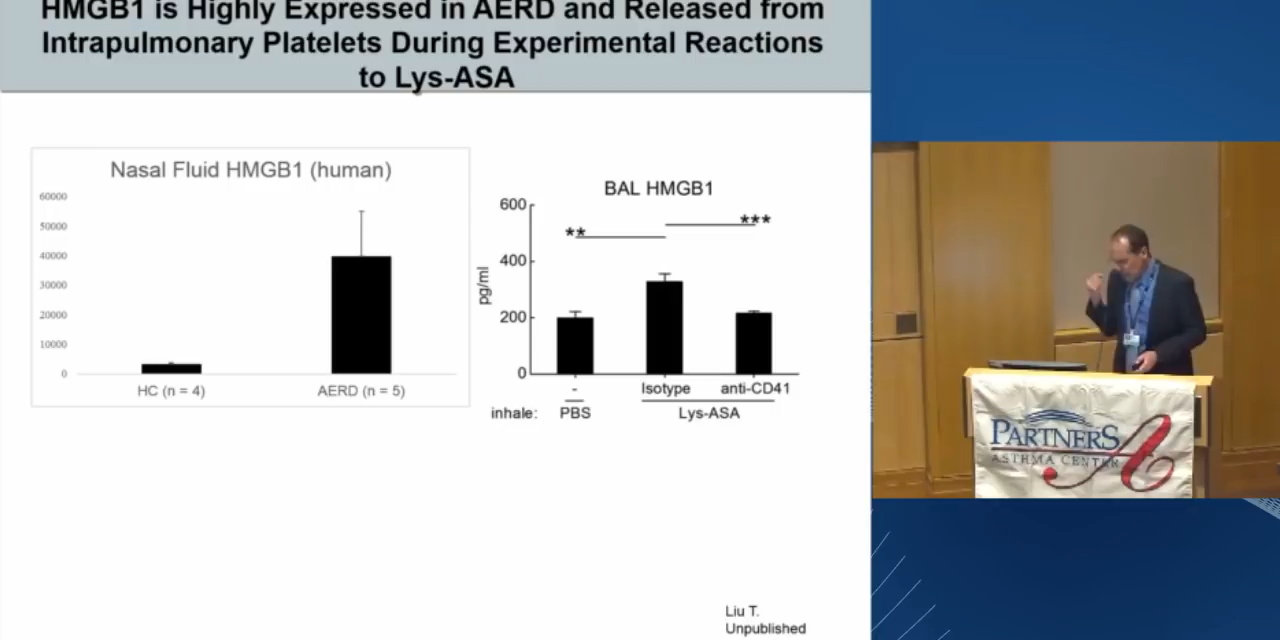 HMGB1 is Highly Expressed in AERD and Released from
Intrapulmonary Platelets During Experimental Reactions
to Lys-ASA
Nasal Fluid HMGB1 (human)
60000
50000
40000
30000
20000
10000
0
HC (n = 4)
AERD (n = 5)
BAL HMGB1
pg/ml
600
400
200
0
**
***
-
Isotype
anti-CD41
inhale:
PBS
Lys-ASA
Liu T.
Unpublished
PARTNERS
ASTHMA CENTER
A